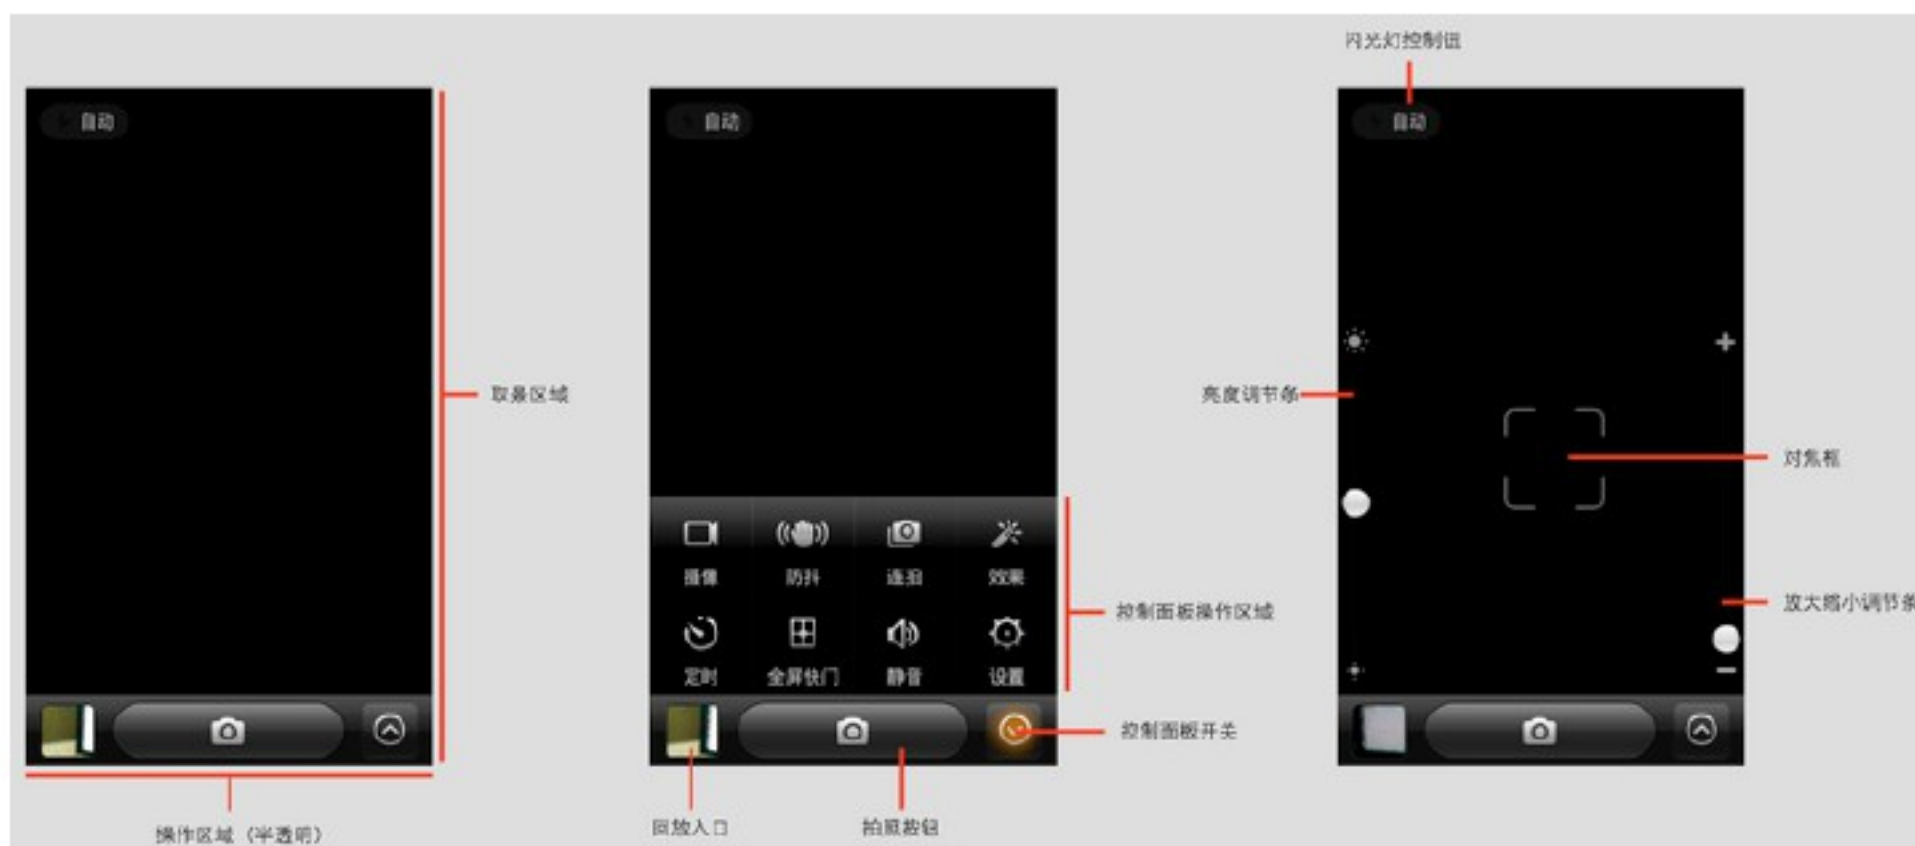 闪光灯控制钮
自动
自动
自动
取景区域
亮度调节条
对焦框
摄像 防抖 连拍 效果
控制面板操作区域
放大缩小调节条
定时 全屏快门 静音 设置
控制面板开关
操作区域（半透明）
回放入口
拍照按钮